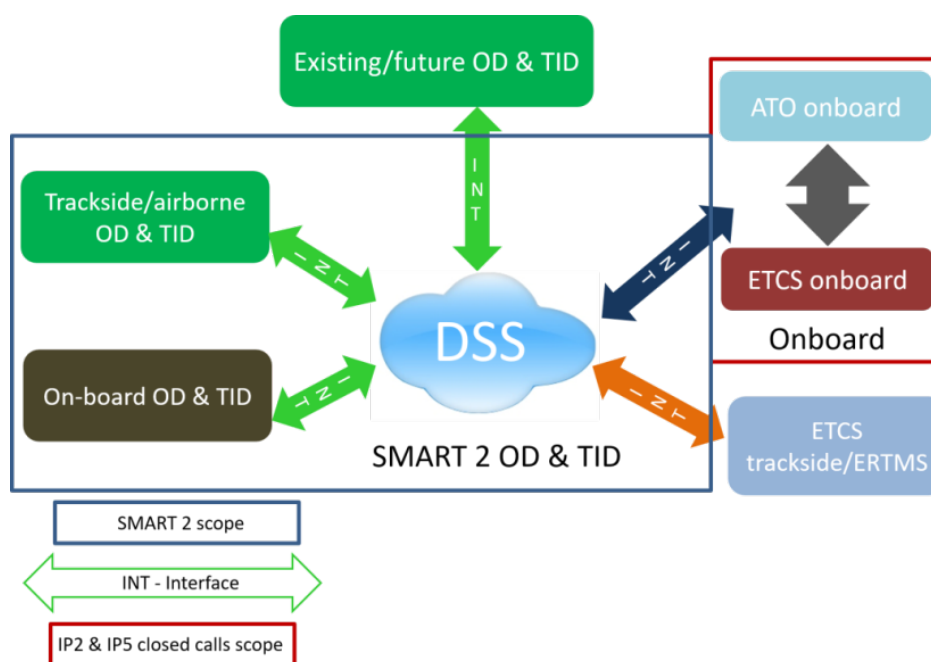 Existing/future OD & TID
ATO onboard
INT
Trackside/airborne
OD & TID
INT
INT
ETCS onboard
Onboard
DSS
On-board OD & TID
INT
INT
SMART 2 OD & TID
ETCS
trackside/ERTMS
SMART 2 scope
INT - Interface
IP2 & IP5 closed calls scope